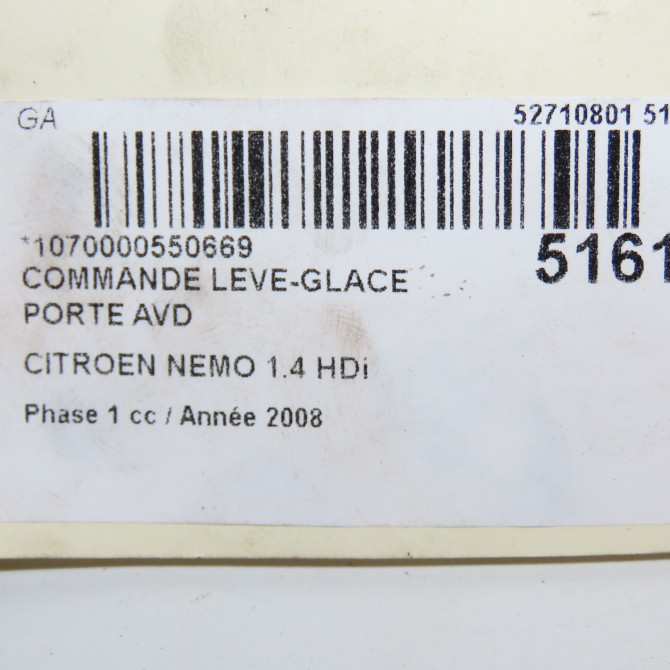 GA
52710801 51
*1070000550669
5161
COMMANDE LEVE-GLACE
PORTE AVD
CITROEN NEMO 1.4 HDi
Phase 1 cc / Année 2008